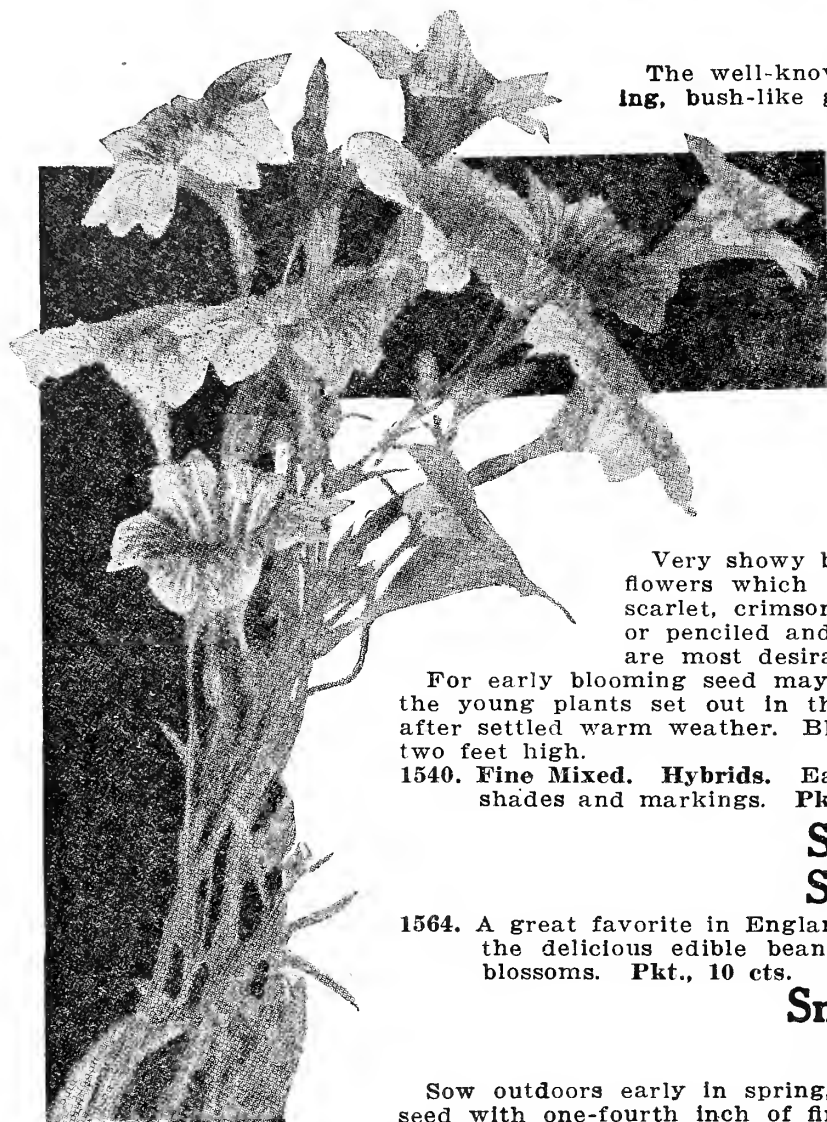 The well-know
ing, bush-like g
Very showy b
flowers which
scarlet, crimson
or penciled and
are most desira
For early blooming seed may
the young plants set out in th
after settled warm weather. Bl
two feet high.
1540. Fine Mixed. Hybrids. Ea
shades and markings. Pk
S
S
1564. A great favorite in Englan
the delicious edible bean
blossoms. Pkt., 10 cts.
Sn
Sow outdoors early in spring,
seed with one-fourth inch of fin